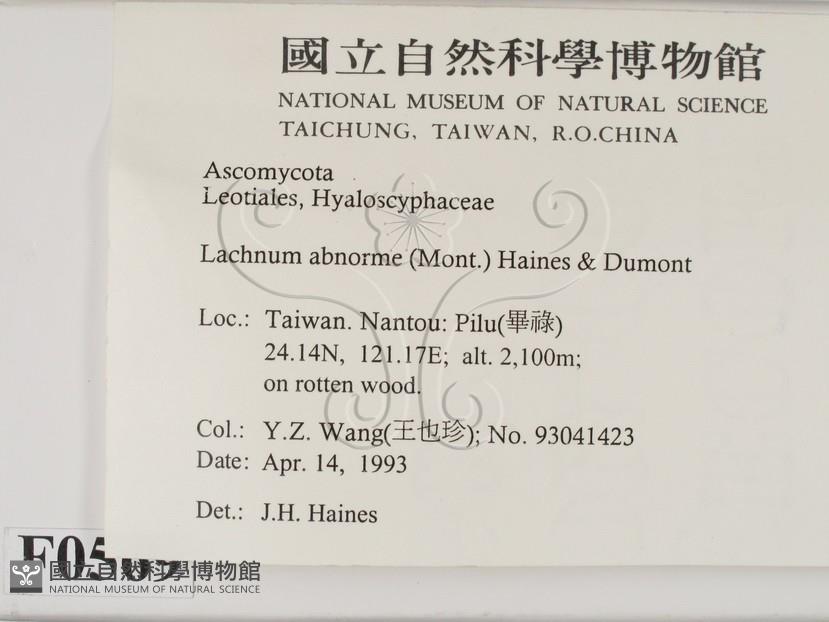 國立自然科學博物館
NATIONAL MUSEUM OF NATURAL SCIENCE
TAICHUNG, TAIWAN, R.O.CHINA
Ascomycota
Leotiales, Hyaloscyphaceae
Lachnum abnorme (Mont.) Haines & Dumont
Loc.: Taiwan. Nantou: Pilu(畢祿)
24.14N, 121.17E; alt. 2,100m;
on rotten wood.
Col.: Y.Z. Wang(王也珍); No. 93041423
Date: Apr. 14, 1993
Det.: J.H. Haines
國立自然科學博物館
NATIONAL MUSEUM OF NATURAL SCIENCE